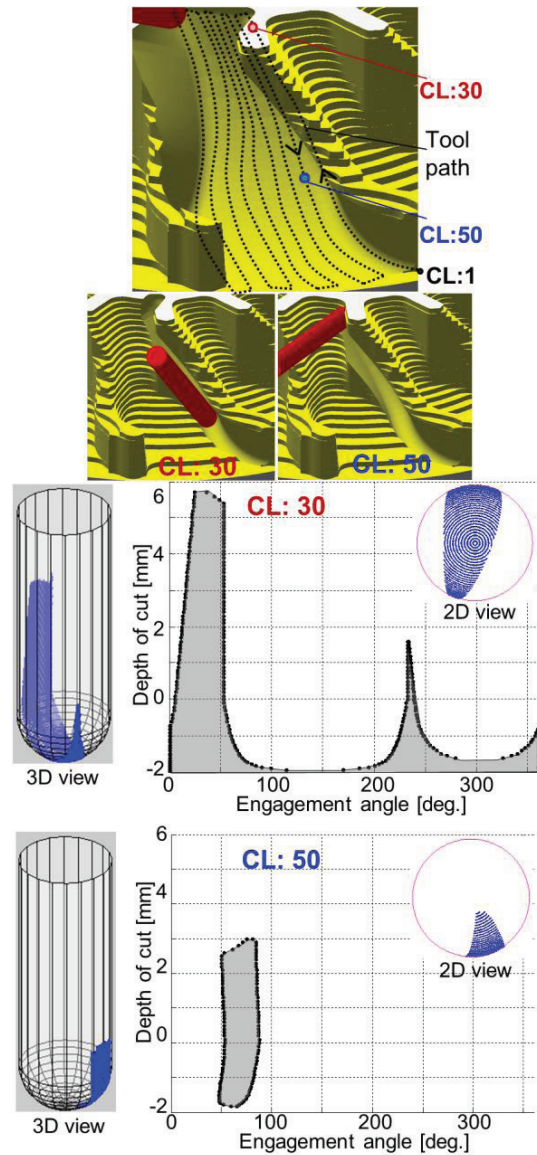 CL:30
Tool
path
CL:50
CL:1
CL: 30
CL: 50
6
4
2
0
-2
Depth of cut [mm]
CL: 30
2D view
3D view
0
100
200
300
Engagement angle [deg.]
6
4
2
0
-2
Depth of cut [mm]
CL: 50
2D view
3D view
0
100
200
300
Engagement angle [deg.]